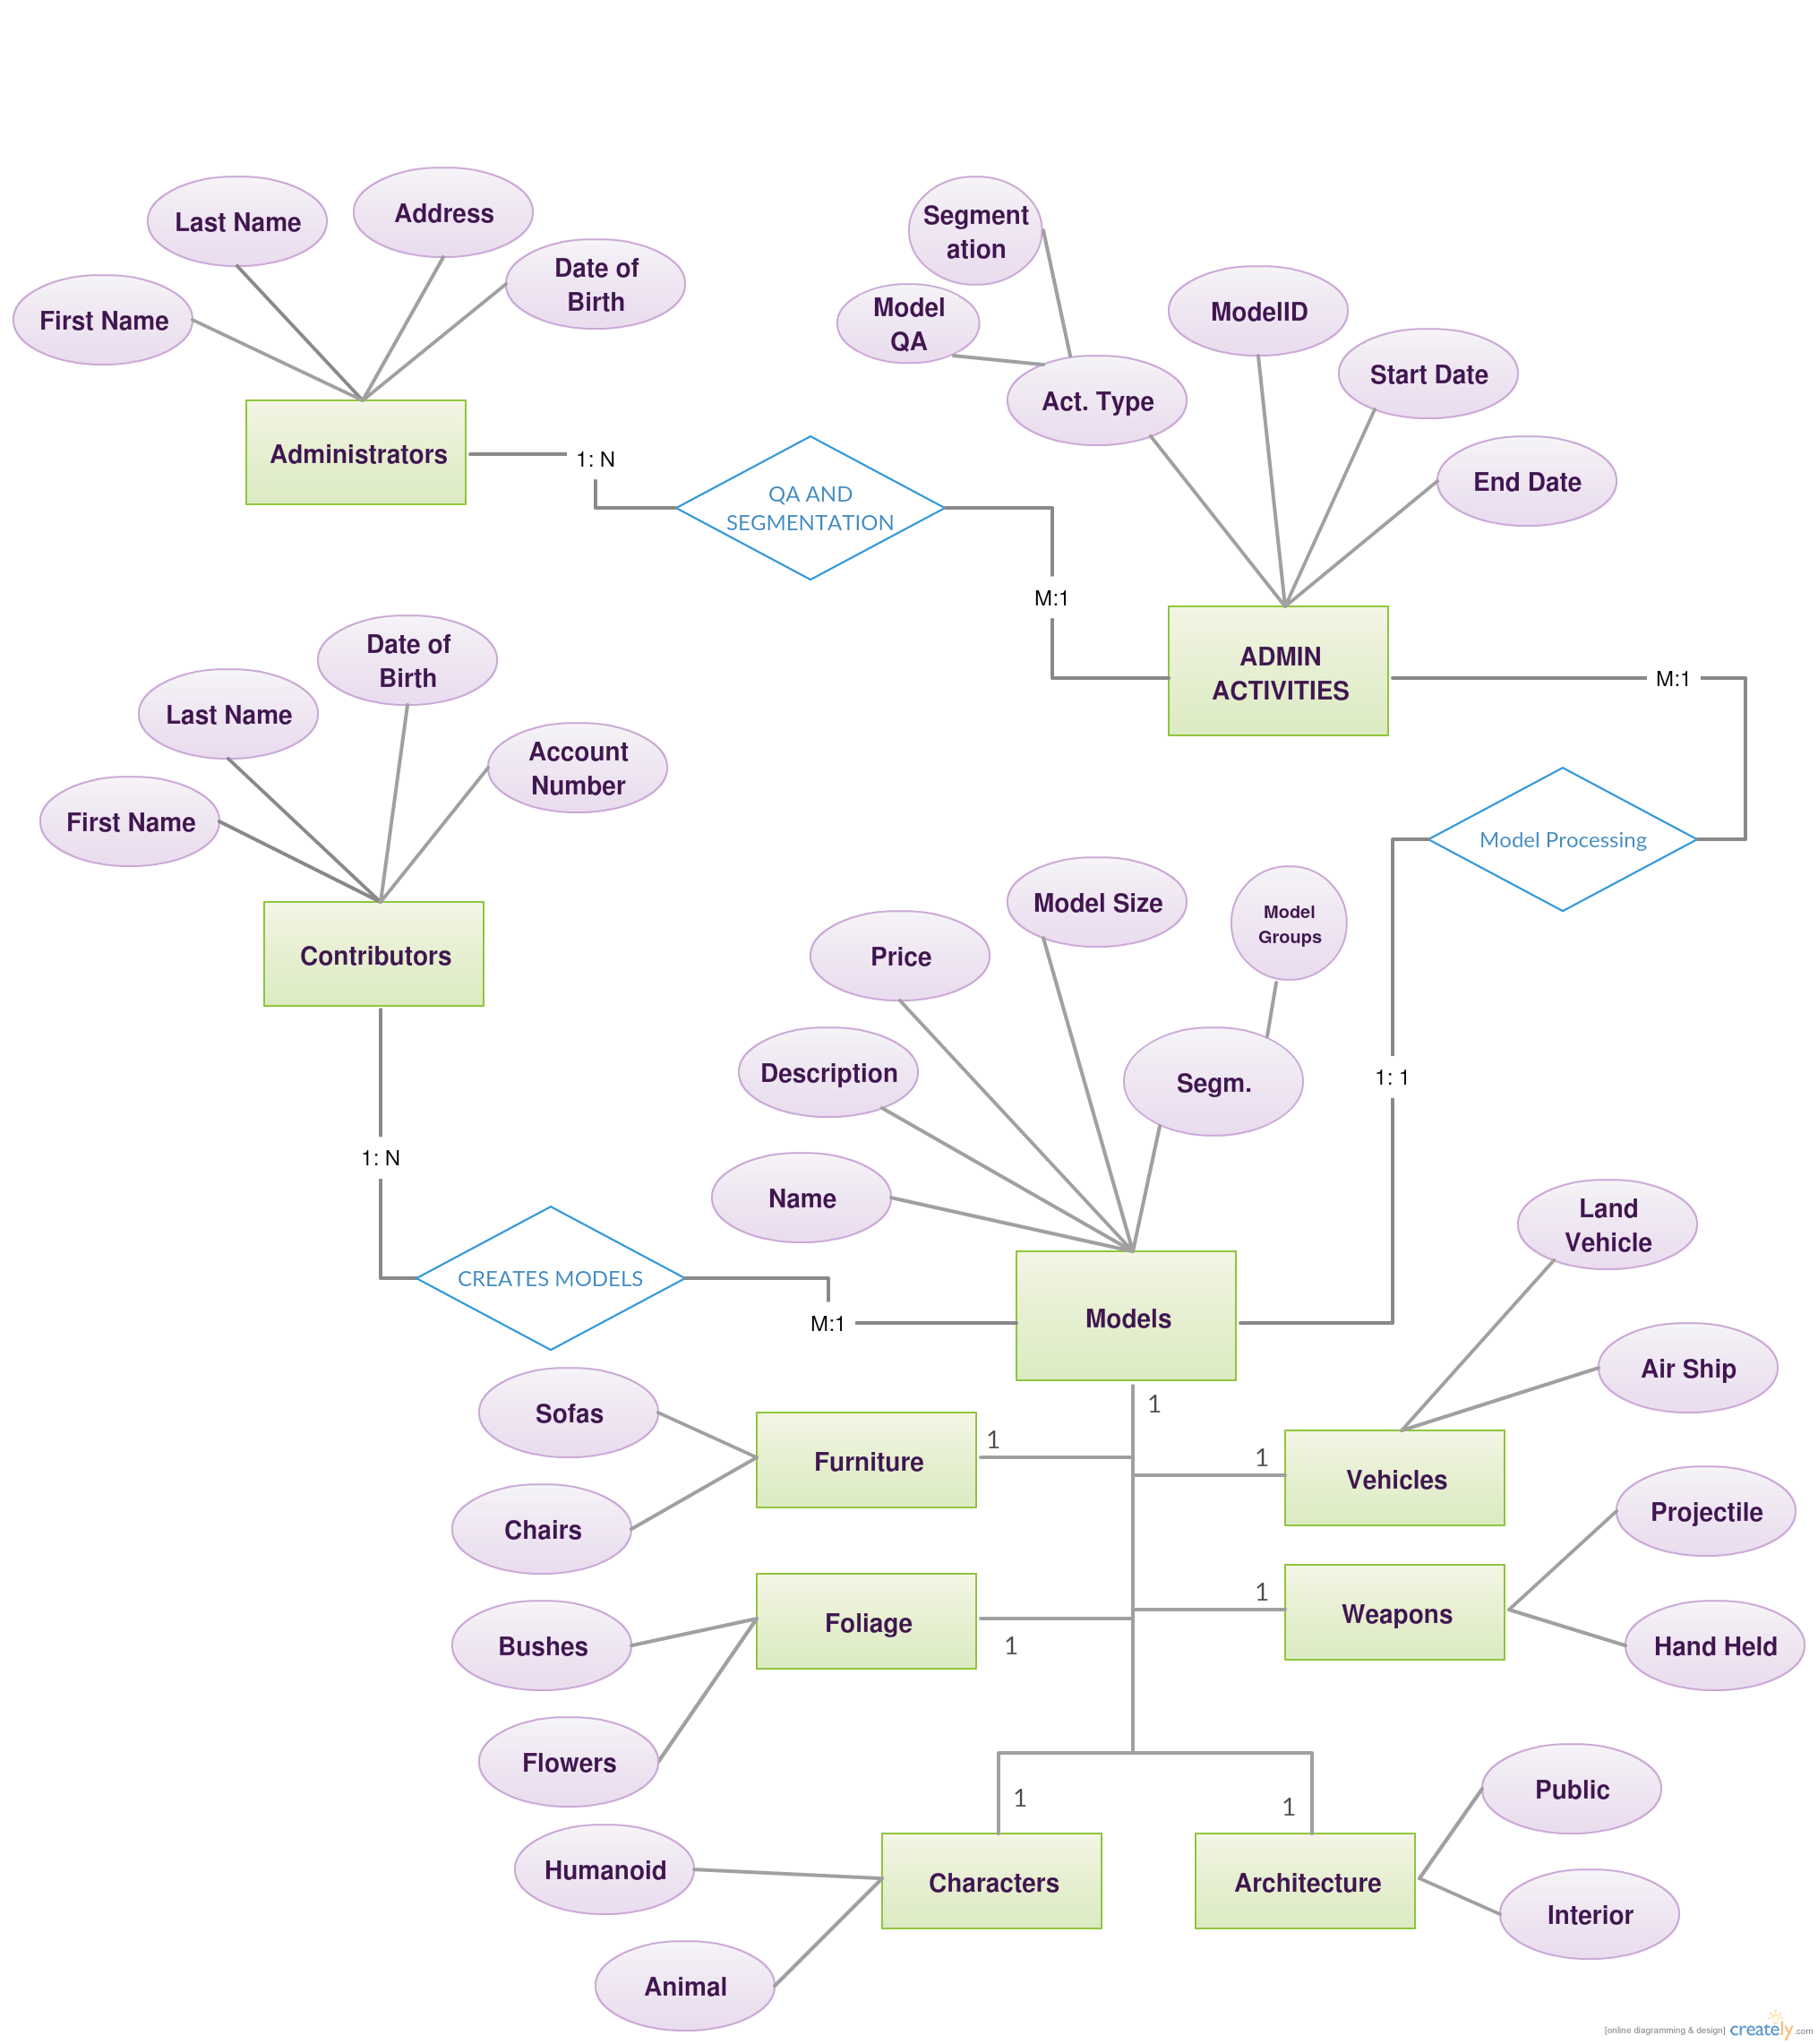 Last Name
Address
Date of
Birth
First Name
Administrators
1: N
QA AND
SEGMENTATION
M:1
Segment
ation
Model
QA
Act. Type
ModelID
Start Date
End Date
ADMIN
ACTIVITIES
M:1
Model Processing
1: 1
Date of
Birth
Last Name
Account
Number
First Name
Contributors
1: N
CREATES MODELS
M:1
Model Size
Model
Groups
Price
Description
Segm.
Name
Models
1
Land
Vehicle
Air Ship
Vehicles
1
Sofas
Chairs
Furniture
1
Projectile
Hand Held
Weapons
1
Bushes
Flowers
Foliage
1
Humanoid
Animal
Characters
1
Public
Interior
Architecture
1
[online diagramming & design] creately.com